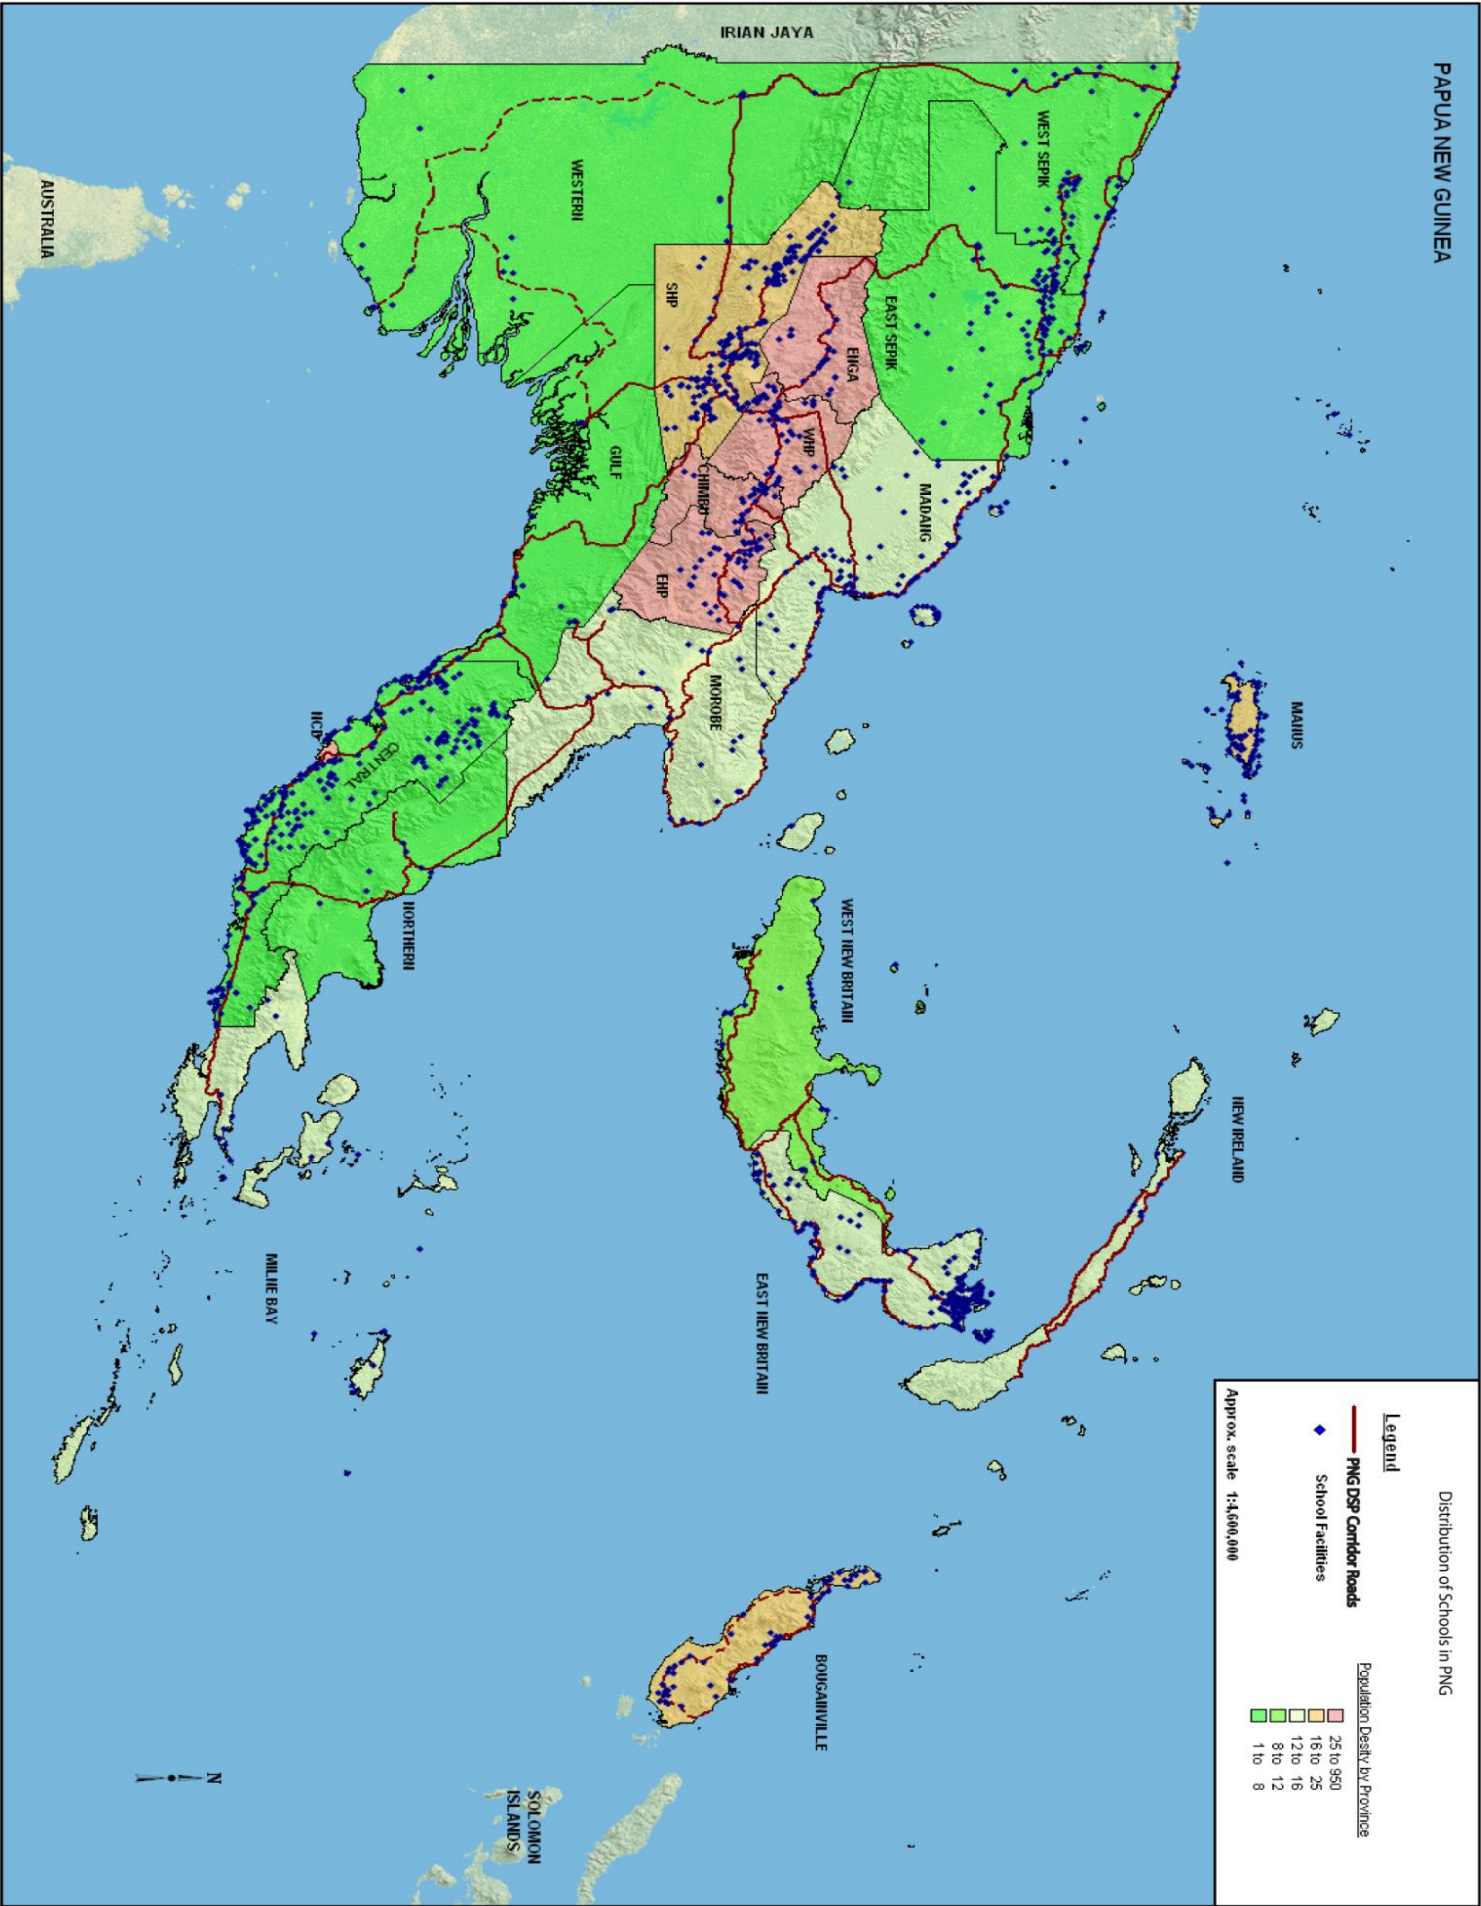 PAPUA NEW GUINEA
Distribution of Schools in PNG
Legend
PNG DSP Corridor Roads
School Facilities
Population Desity by Province
25 to 950
16 to 25
12 to 16
8 to 12
1 to 8
Approx. scale 1:4,600,000
MANUS
NEW IRELAND
IRIAN JAYA
WEST SEPIK
EAST SEPIK
MADANG
ENGA
WHP
SHP
CHIMBU
EHP
MOROBE
WEST NEW BRITAIN
EAST NEW BRITAIN
BOUGAINVILLE
WESTERN
GULF
NCD
CENTRAL
NORTHERN
MILNE BAY
SOLOMON
ISLANDS
AUSTRALIA
N